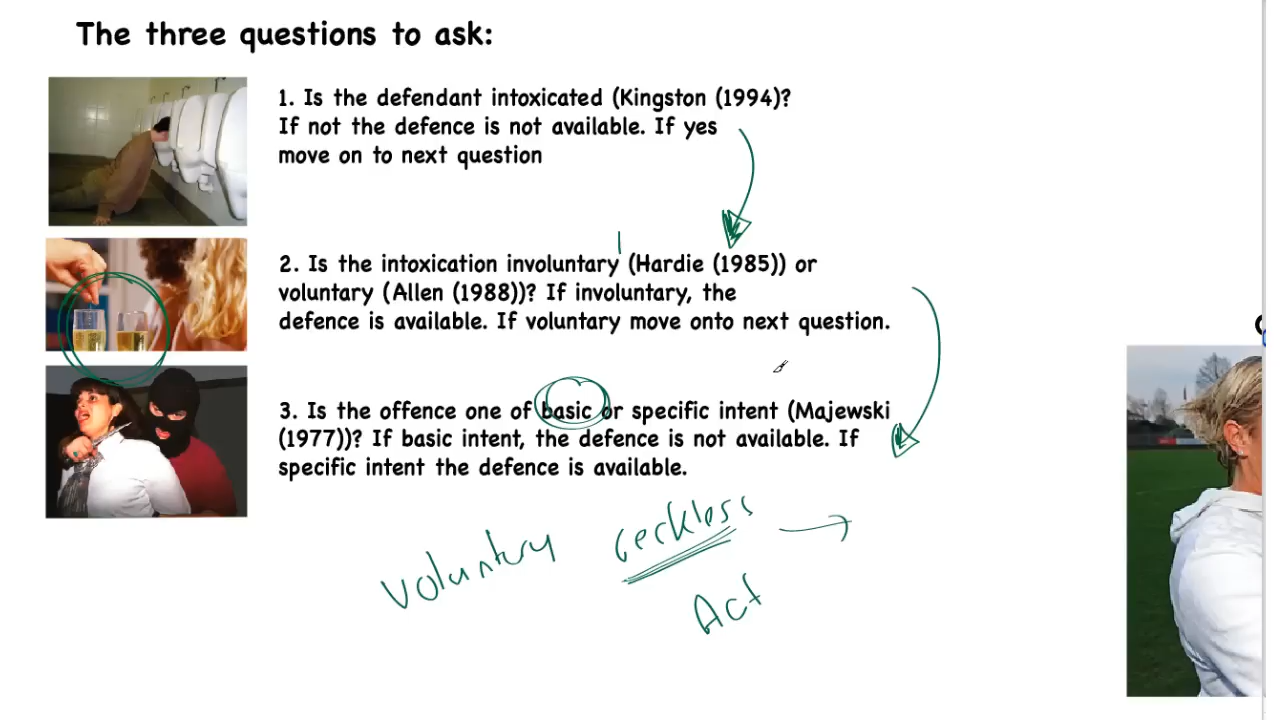 The three questions to ask:
1. Is the defendant intoxicated (Kingston (1994)?
If not the defence is not available. If yes
move on to next question
2. Is the intoxication involuntary (Hardie (1985)) or
voluntary (Allen (1988))? If involuntary, the
defence is available. If voluntary move onto next question.
3. Is the offence one of basic or specific intent (Majewski
(1977))? If basic intent, the defence is not available. If
specific intent the defence is available.
voluntary reckless
Act